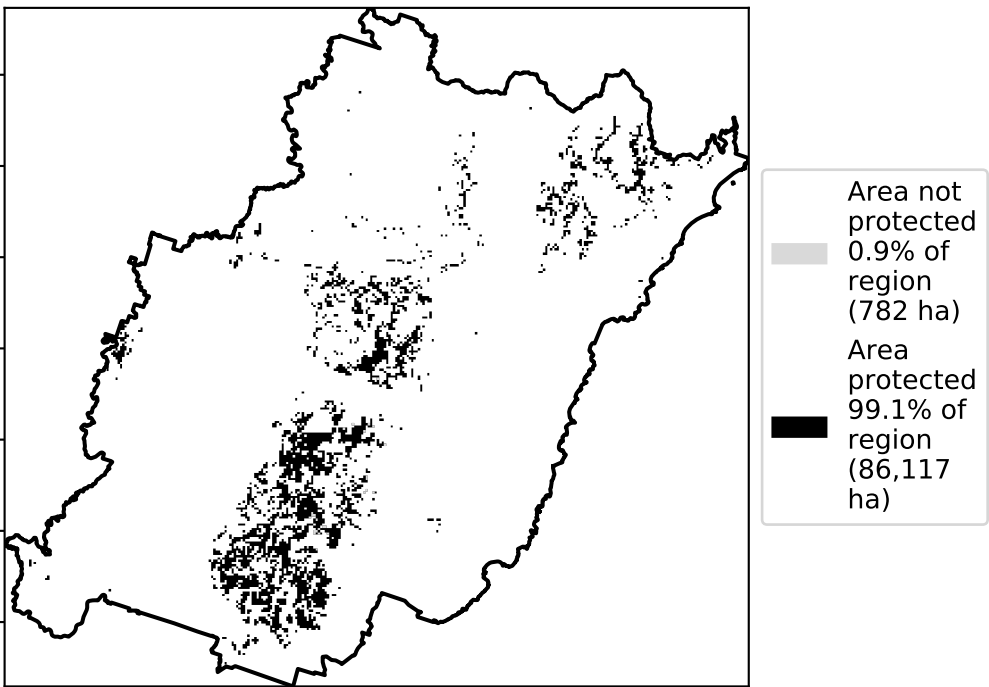 Area not
protected
0.9% of
region
(782 ha)
Area
protected
99.1% of
region
(86,117
ha)